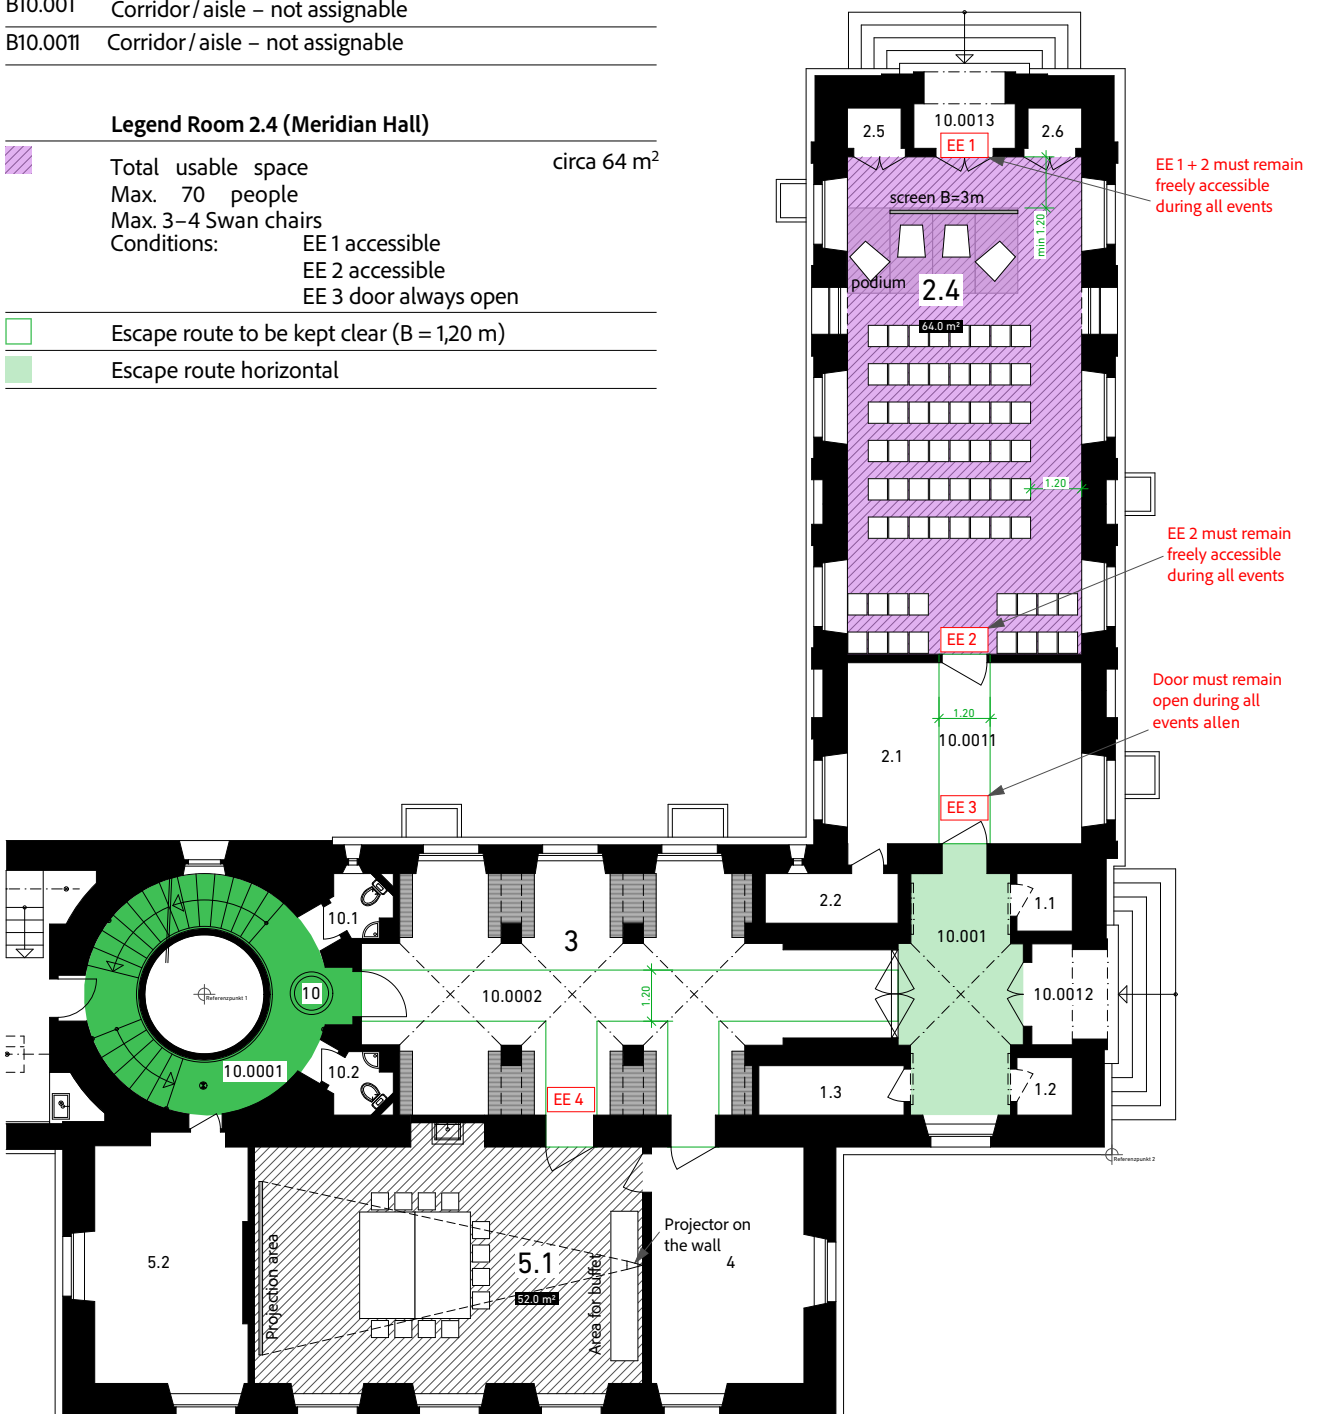 B10.001 Corridor/aisle – not assignable
B10.0011 Corridor/aisle – not assignable
Legend Room 2.4 (Meridian Hall)
Total usable space circa 64 m²
Max. 70 people
Max. 3–4 Swan chairs
Conditions: EE 1 accessible
EE 2 accessible
EE 3 door always open
Escape route to be kept clear (B = 1,20 m)
Escape route horizontal
2.5
10.0013
2.6
EE 1
EE 1 + 2 must remain
freely accessible
during all events
screen B=3m
min 1.20
podium
2.4
64.0 m²
1.20
EE 2 must remain
freely accessible
during all events
EE 2
Door must remain
open during all
events allen
1.20
10.0011
2.1
EE 3
2.2
1.1
10.1
3
10.001
10
Referenzpunkt 1
10.0002
1.20
10.0012
10.0001
10.2
EE 4
1.3
1.2
Referenzpunkt 2
Projector on
the wall
5.2
Projection area
5.1
52.0 m²
Area for buffet
4